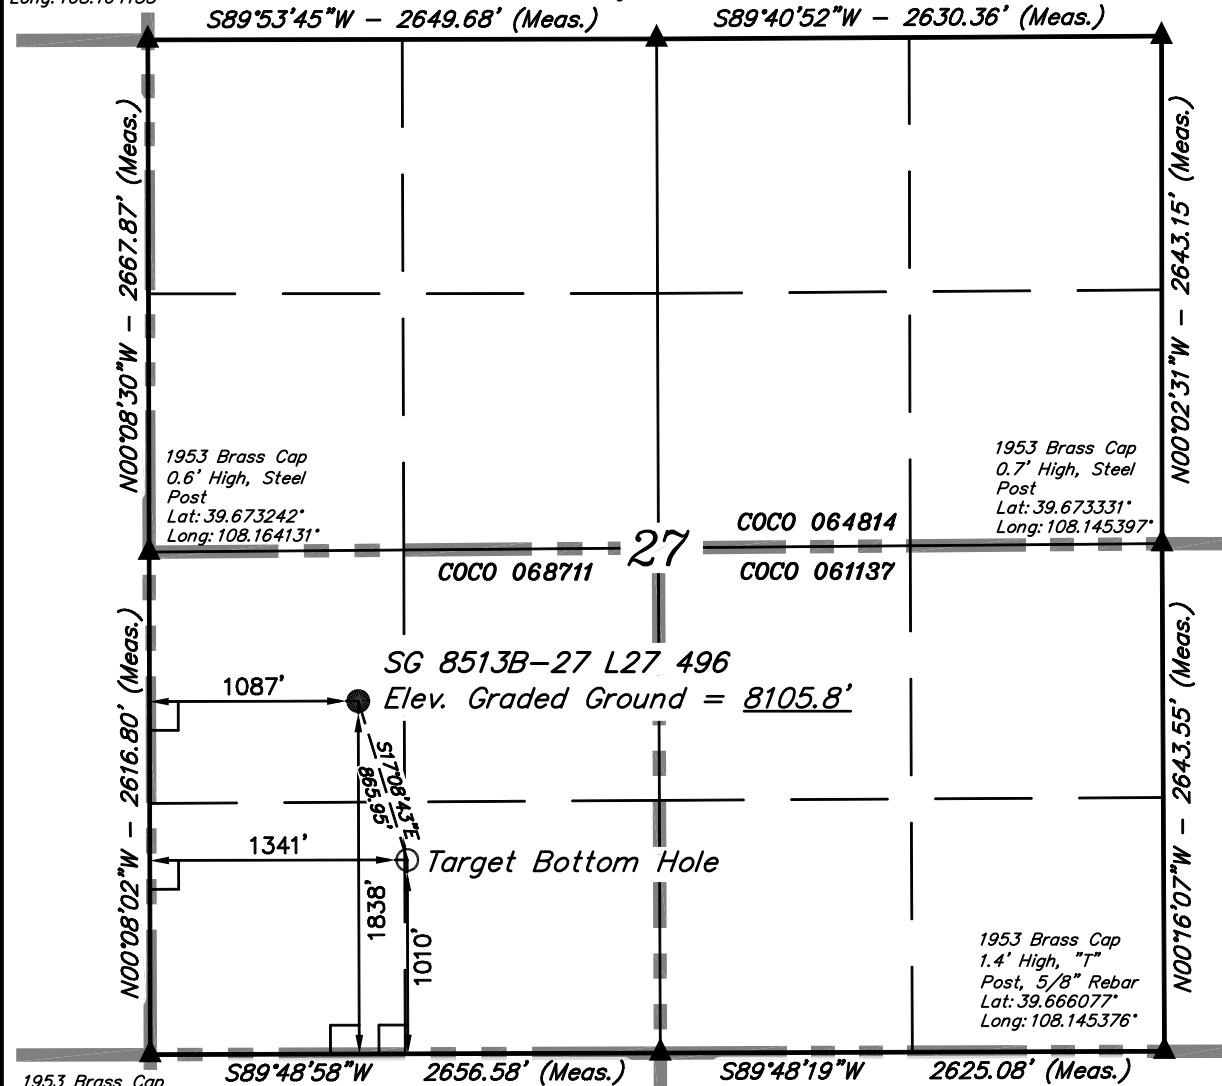 S89°53'45"W - 2649.68' (Meas.)
S89°40'52"W - 2630.36' (Meas.)
N00°08'30"W - 2667.87' (Meas.)
N00°02'31"W - 2643.15' (Meas.)
1953 Brass Cap
0.6' High, Steel
Post
Lat: 39.673242°
Long: 108.164131°
1953 Brass Cap
0.7' High, Steel
Post
Lat: 39.673331°
Long: 108.145397°
COCO 064814
27
COCO 068711
COCO 061137
SG 8513B-27 L27 496
Elev. Graded Ground = 8105.8'
1087'
S17°08'43"E
865.95'
1341'
Target Bottom Hole
1838'
1010'
N00°08'02"W - 2616.80' (Meas.)
N00°16'07"W - 2643.55' (Meas.)
1953 Brass Cap
1.4' High, "T"
Post, 5/8" Rebar
Lat: 39.666077°
Long: 108.145376°
S89°48'58"W 2656.58' (Meas.)
S89°48'19"W 2625.08' (Meas.)
1953 Brass Cap